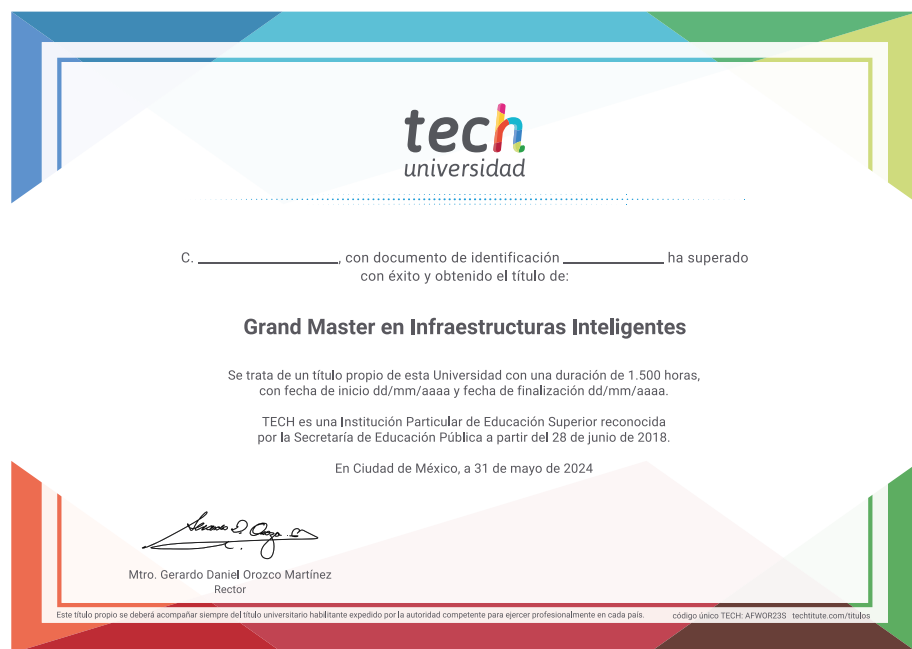 tech
universidad
C. ____________, con documento de identificación ____________ ha superado
con éxito y obtenido el título de:
Grand Master en Infraestructuras Inteligentes
Se trata de un título propio de esta Universidad con una duración de 1.500 horas,
con fecha de inicio dd/mm/aaaa y fecha de finalización dd/mm/aaaa.
TECH es una Institución Particular de Educación Superior reconocida
por la Secretaría de Educación Pública a partir del 28 de junio de 2018.
En Ciudad de México, a 31 de mayo de 2024
Mtro. Gerardo Daniel Orozco Martínez
Rector
Este título propio se deberá acompañar siempre del título universitario habilitante expedido por la autoridad competente para ejercer profesionalmente en cada país. código único TECH: AFWOR23S techtitute.com/titulos